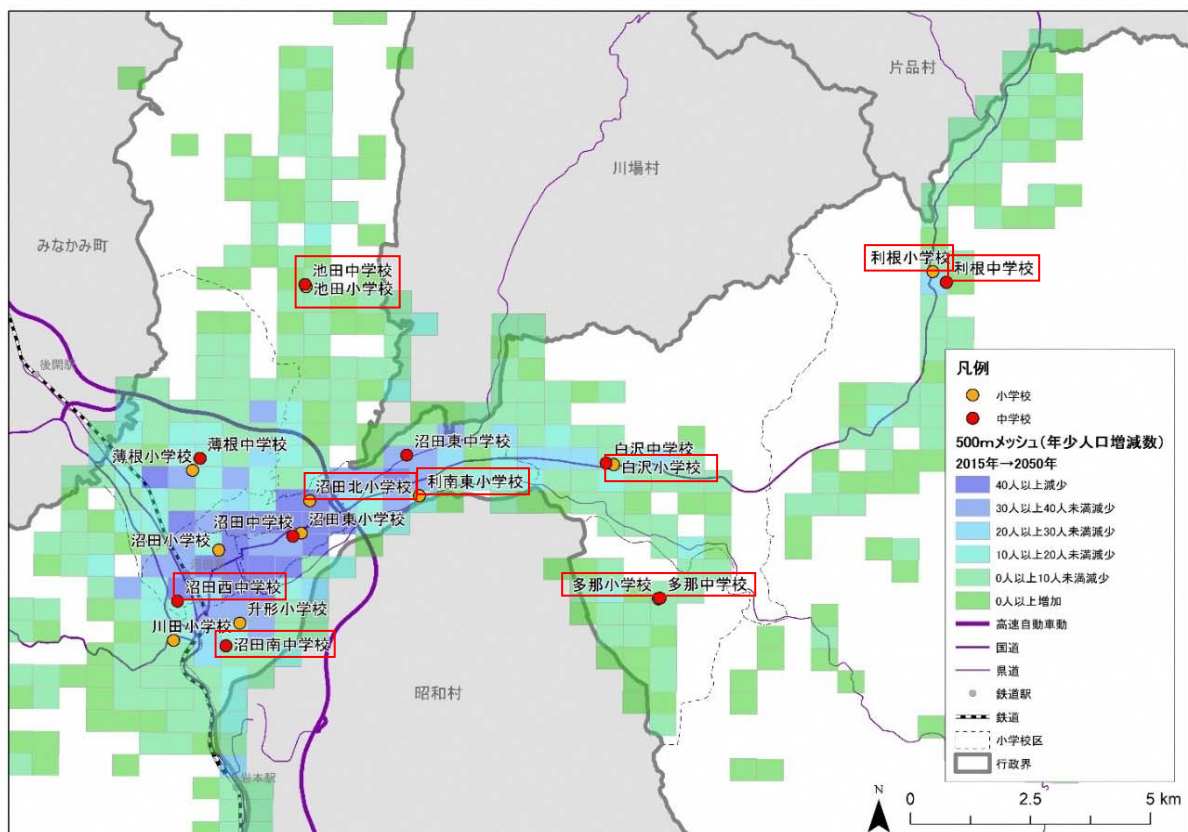 片品村
川場村
みなかみ町
池田中学校
池田小学校
利根小学校
利根中学校
後閑駅
薄根中学校
薄根小学校
沼田東中学校
白沢中学校
白沢小学校
沼田北小学校
利南東小学校
沼田中学校
沼田東小学校
沼田小学校
沼田西中学校
多那小学校
多那中学校
升形小学校
川田小学校
沼田南中学校
昭和村
岩本駅
凡例
小学校
中学校
500mメッシュ(年少人口増減数)
2015年→2050年
40人以上減少
30人以上40人未満減少
20人以上30人未満減少
10人以上20人未満減少
0人以上10人未満減少
0人以上増加
高速自動車動
国道
県道
鉄道駅
鉄道
小学校区
行政界
N
0 2.5 5 km